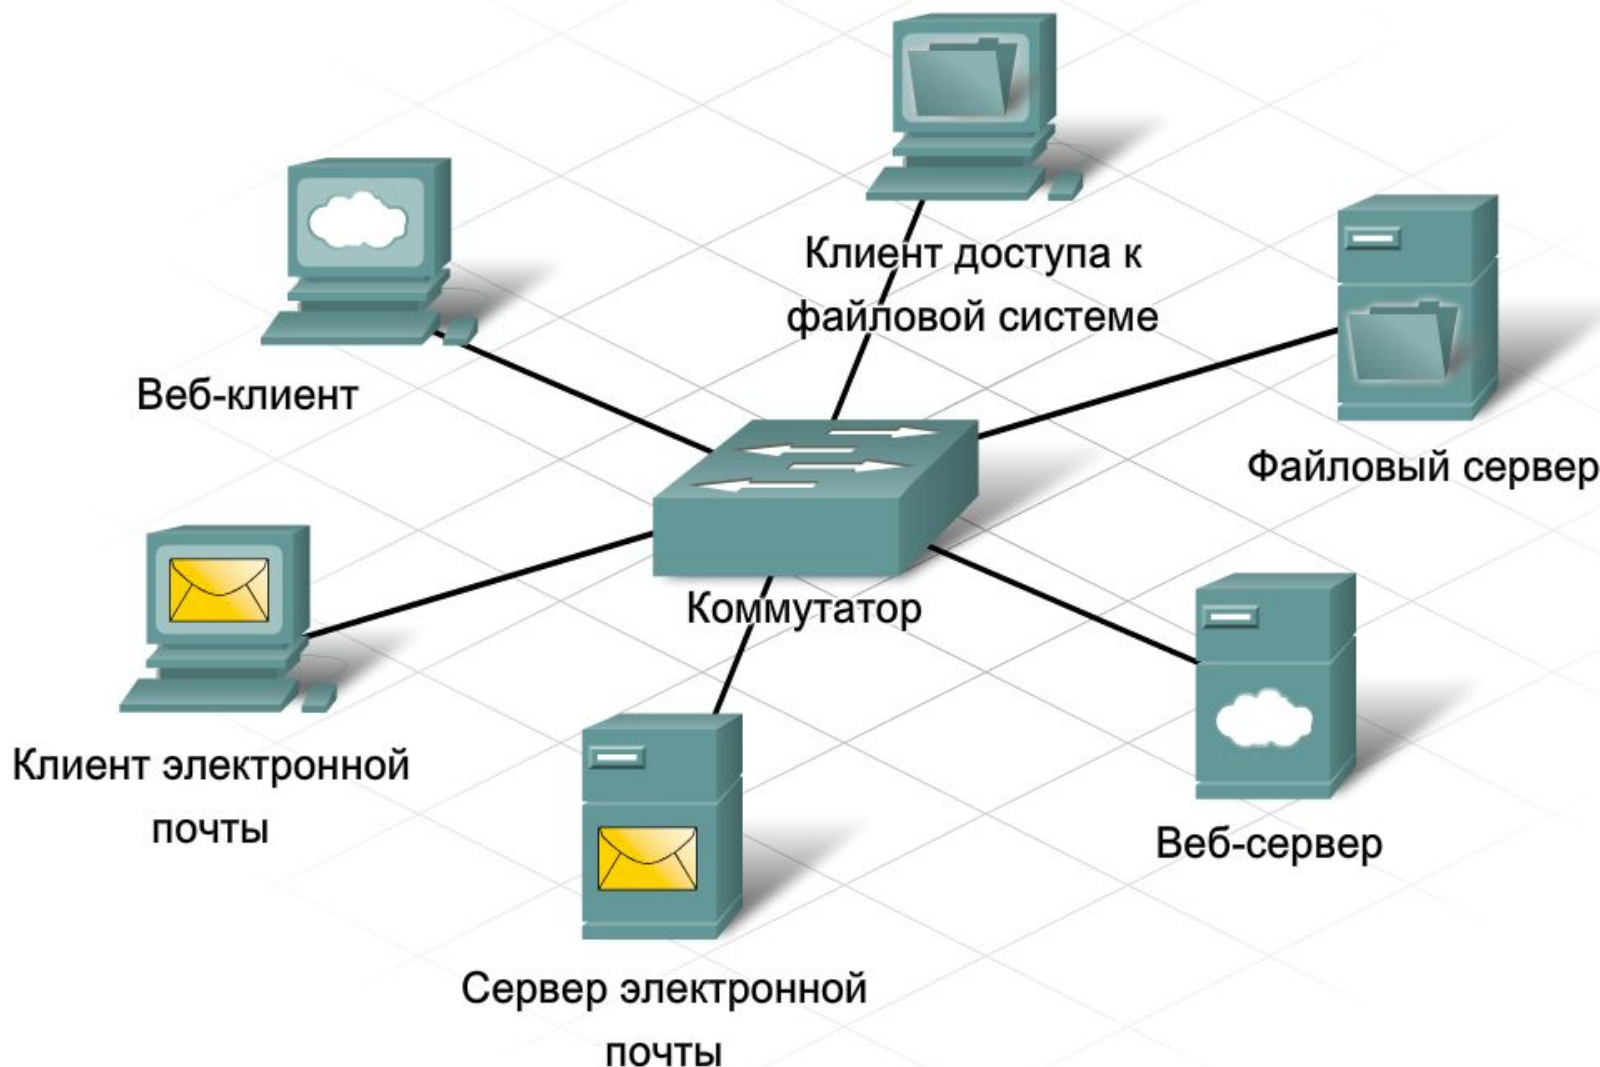 Клиент доступа к
файловой системе
Веб-клиент
Файловый сервер
Коммутатор
Клиент электронной
почты
Веб-сервер
Сервер электронной
почты